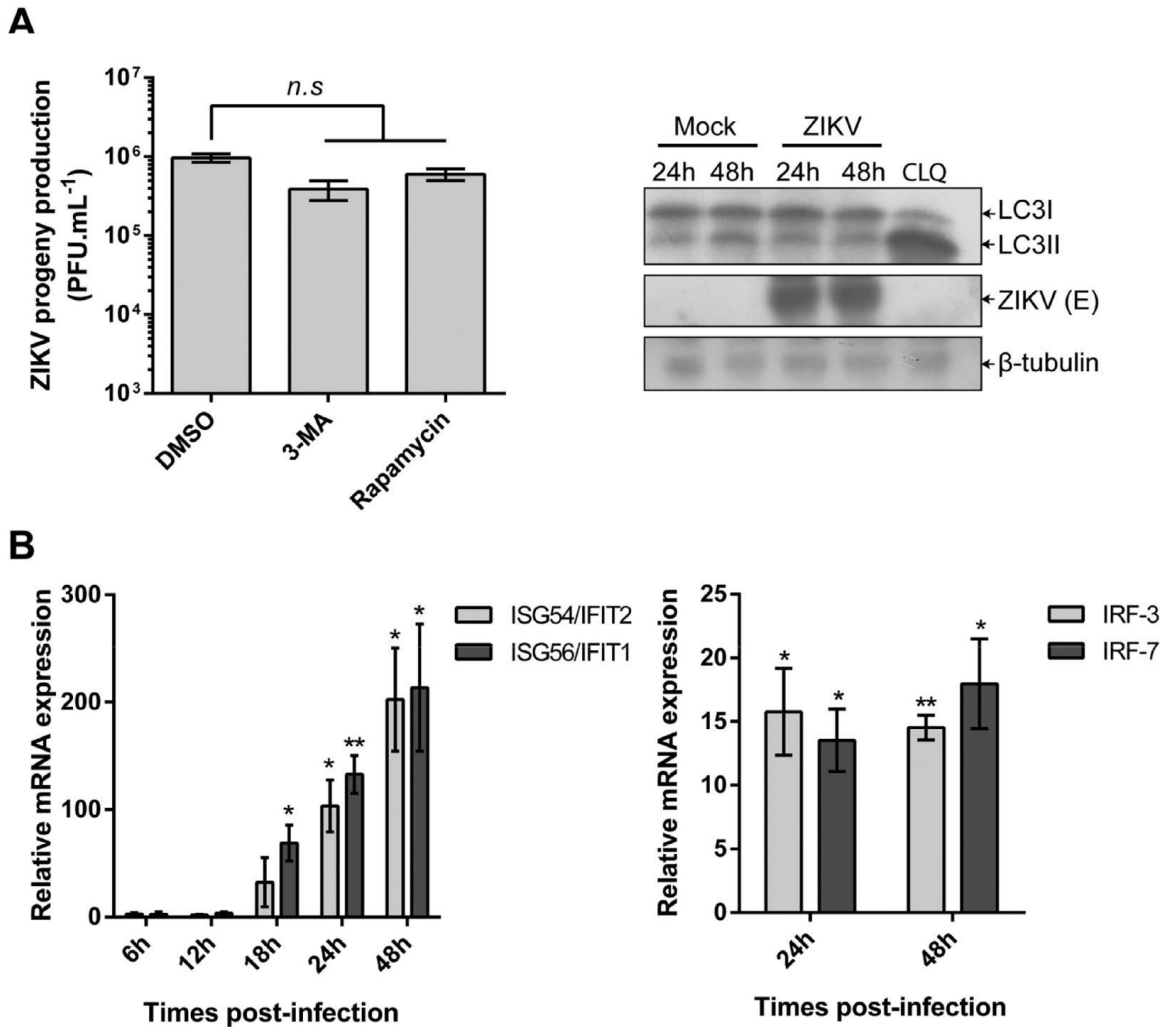 A
ZIKV progeny production
(PFU.mL-1)
10⁷
10⁶
10⁵
10⁴
10³
n.s
DMSO
3-MA
Rapamycin
Mock ZIKV
24h 48h 24h 48h CLQ
LC3I
LC3II
ZIKV (E)
β-tubulin
B
Relative mRNA expression
300
200
100
0
* ** * * * *
ISG54/IFIT2
ISG56/IFIT1
6h 12h 18h 24h 48h
Times post-infection
Relative mRNA expression
25
20
15
10
5
0
* * ** *
IRF-3
IRF-7
24h 48h
Times post-infection